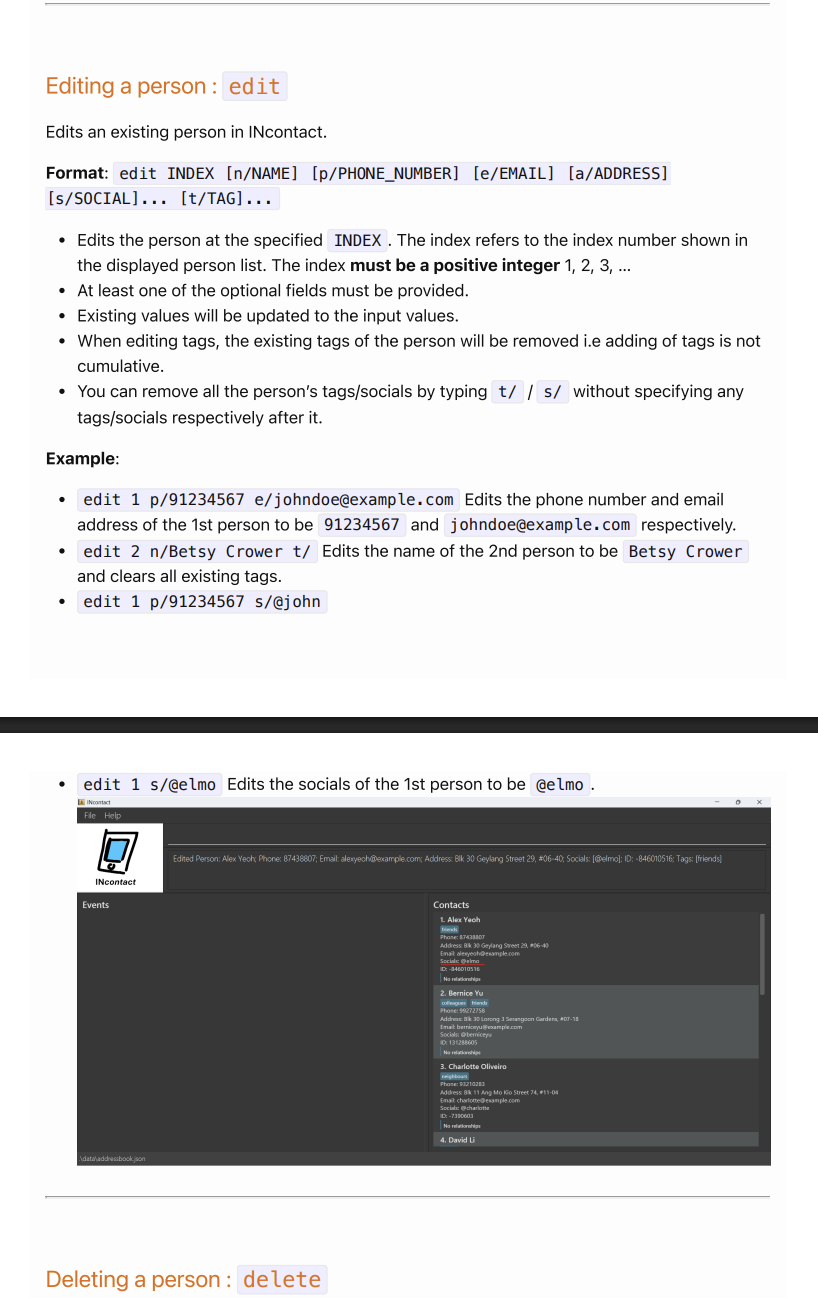 Editing a person : edit
Edits an existing person in INcontact.
Format: edit INDEX [n/NAME] [p/PHONE_NUMBER] [e/EMAIL] [a/ADDRESS]
[s/SOCIAL]... [t/TAG]...
• Edits the person at the specified INDEX . The index refers to the index number shown in
the displayed person list. The index must be a positive integer 1, 2, 3, …
• At least one of the optional fields must be provided.
• Existing values will be updated to the input values.
• When editing tags, the existing tags of the person will be removed i.e adding of tags is not
cumulative.
• You can remove all the person’s tags/socials by typing t/ / s/ without specifying any
tags/socials respectively after it.
Example:
• edit 1 p/91234567 e/johndoe@example.com Edits the phone number and email
address of the 1st person to be 91234567 and johndoe@example.com respectively.
• edit 2 n/Betsy Crower t/ Edits the name of the 2nd person to be Betsy Crower
and clears all existing tags.
• edit 1 p/91234567 s/@john
• edit 1 s/@elmo Edits the socials of the 1st person to be @elmo .
INcontact
File Help
INcontact
Edited Person: Alex Yeoh; Phone: 87438807; Email: alexyeoh@example.com; Address: Blk 30 Geylang Street 29, #06-40; Socials: [@elmo]; ID: -846010516; Tags: [friends]
Events
Contacts
1. Alex Yeoh
friends
Phone: 87438807
Address: Blk 30 Geylang Street 29, #06-40
Email: alexyeoh@example.com
Socials: @elmo
ID: -846010516
No relationships
2. Bernice Yu
colleagues friends
Phone: 99272758
Address: Blk 30 Lorong 3 Serangoon Gardens, #07-18
Email: berniceyu@example.com
Socials: @berniceyu
ID: 131288605
No relationships
3. Charlotte Oliveiro
neighbours
Phone: 93210283
Address: Blk 11 Ang Mo Kio Street 74, #11-04
Email: charlotte@example.com
Socials: @charlotte
ID: -7390603
No relationships
4. David Li
.\data\addressbook.json
Deleting a person : delete